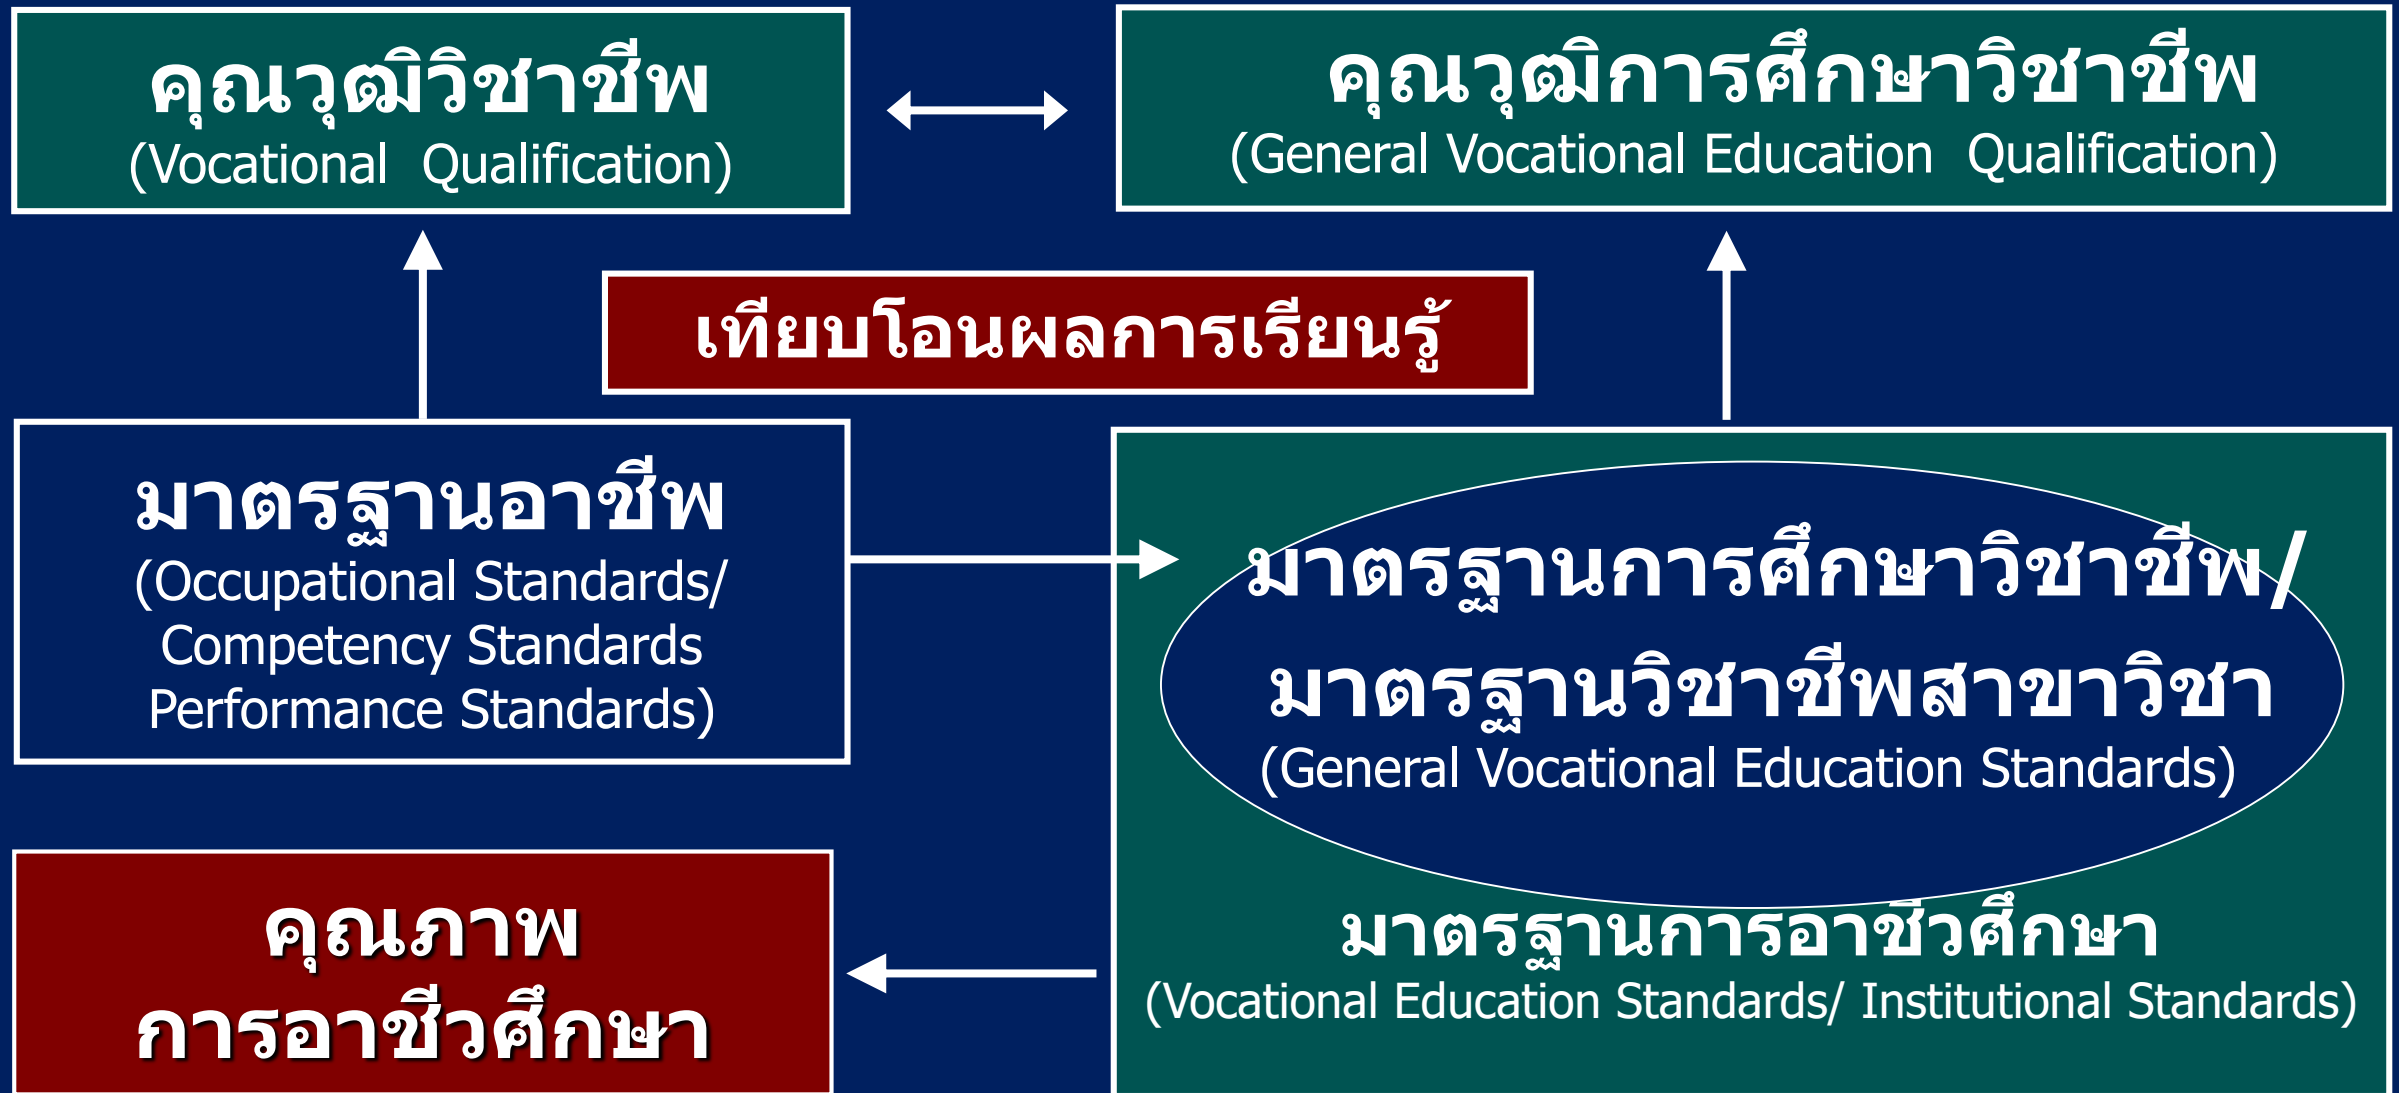 คุณวุฒิวิชาชีพ
(Vocational Qualification)
คุณวุฒิการศึกษาวิชาชีพ
(General Vocational Education Qualification)
เทียบโอนผลการเรียนรู้
มาตรฐานอาชีพ
(Occupational Standards/
Competency Standards
Performance Standards)
มาตรฐานการศึกษาวิชาชีพ/
มาตรฐานวิชาชีพสาขาวิชา
(General Vocational Education Standards)
มาตรฐานการอาชีวศึกษา
(Vocational Education Standards/ Institutional Standards)
คุณภาพ
การอาชีวศึกษา